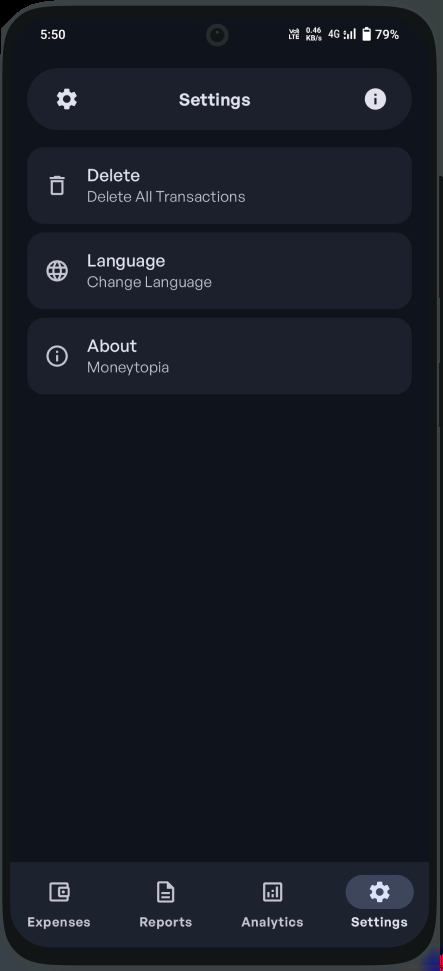 5:50
Vo)) LTE 0.46 KB/s 4G 79%
Settings
Delete
Delete All Transactions
Language
Change Language
About
Moneytopia
Expenses Reports Analytics Settings